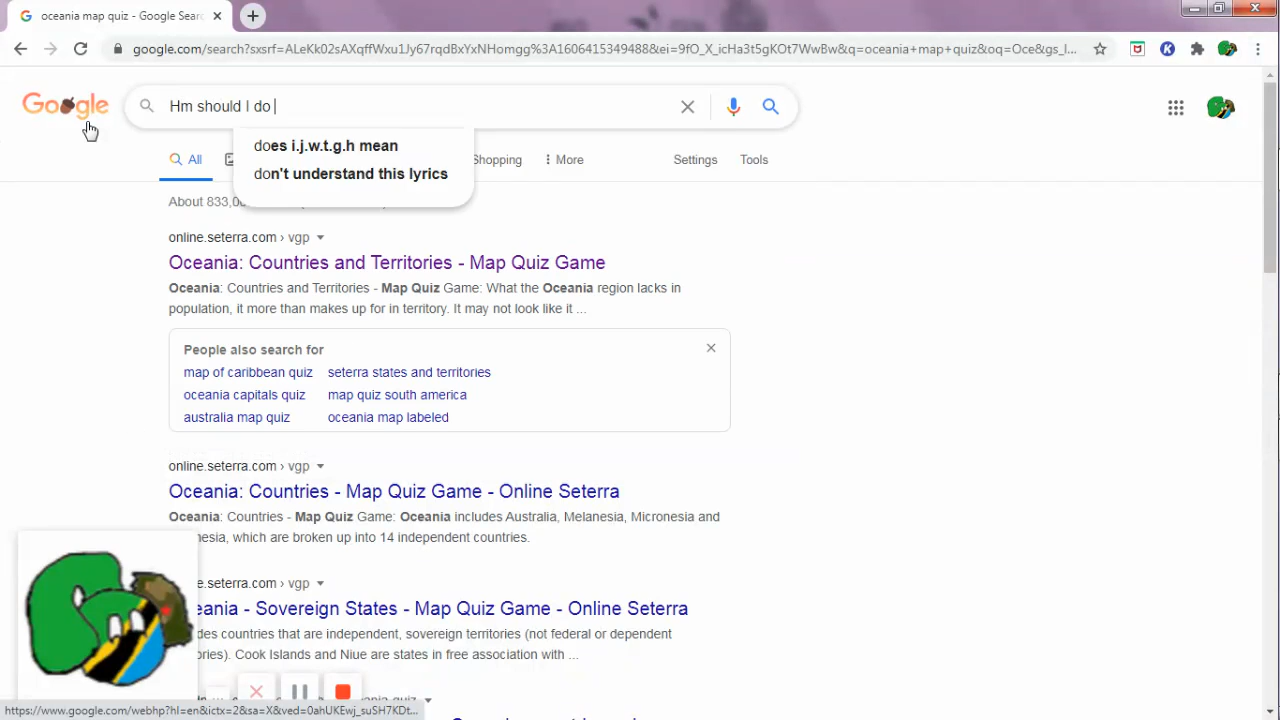 oceania map quiz - Google Searc
google.com/search?sxsrf=ALeKk02sAXqffWxu1Jy67rdBxYxNHomgg%3A1606415349488&ei=9fO_X_icHa3t5gKOt7WwBw&q=oceania+map+quiz&oq=Oce&gs_l...
Google
Hm should I do
does i.j.w.t.g.h mean
don't understand this lyrics
All
Shopping
More
Settings
Tools
About 833,0
online.seterra.com › vgp
Oceania: Countries and Territories - Map Quiz Game
Oceania: Countries and Territories - Map Quiz Game: What the Oceania region lacks in
population, it more than makes up for in territory. It may not look like it ...
People also search for
map of caribbean quiz seterra states and territories
oceania capitals quiz map quiz south america
australia map quiz oceania map labeled
online.seterra.com › vgp
Oceania: Countries - Map Quiz Game - Online Seterra
Oceania: Countries - Map Quiz Game: Oceania includes Australia, Melanesia, Micronesia and
nesia, which are broken up into 14 independent countries.
e.seterra.com › vgp
eania - Sovereign States - Map Quiz Game - Online Seterra
des countries that are independent, sovereign territories (not federal or dependent
ories). Cook Islands and Niue are states in free association with ...
https://www.google.com/webhp?hl=en&ictx=2&sa=X&ved=0ahUKEwj_suSH7KDt...